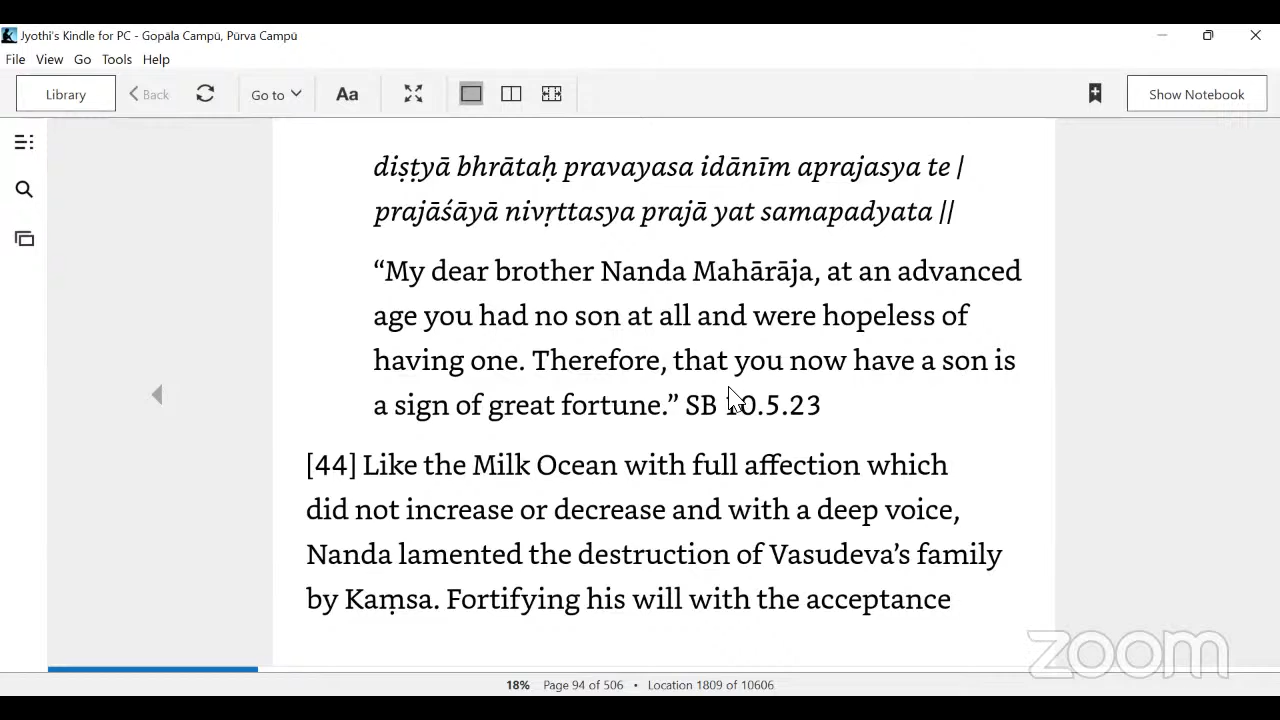 Jyothi's Kindle for PC - Gopāla Campū, Pūrva Campū
File View Go Tools Help
Library Back Go to Aa Show Notebook
diṣṭyā bhrātaḥ pravayasa idānīm aprajasya te |
prajāśāyā nivṛttasya prajā yat samapadyata ||
“My dear brother Nanda Mahārāja, at an advanced
age you had no son at all and were hopeless of
having one. Therefore, that you now have a son is
a sign of great fortune.” SB 10.5.23
[44] Like the Milk Ocean with full affection which
did not increase or decrease and with a deep voice,
Nanda lamented the destruction of Vasudeva’s family
by Kaṃsa. Fortifying his will with the acceptance
zoom
18% Page 94 of 506 • Location 1809 of 10606